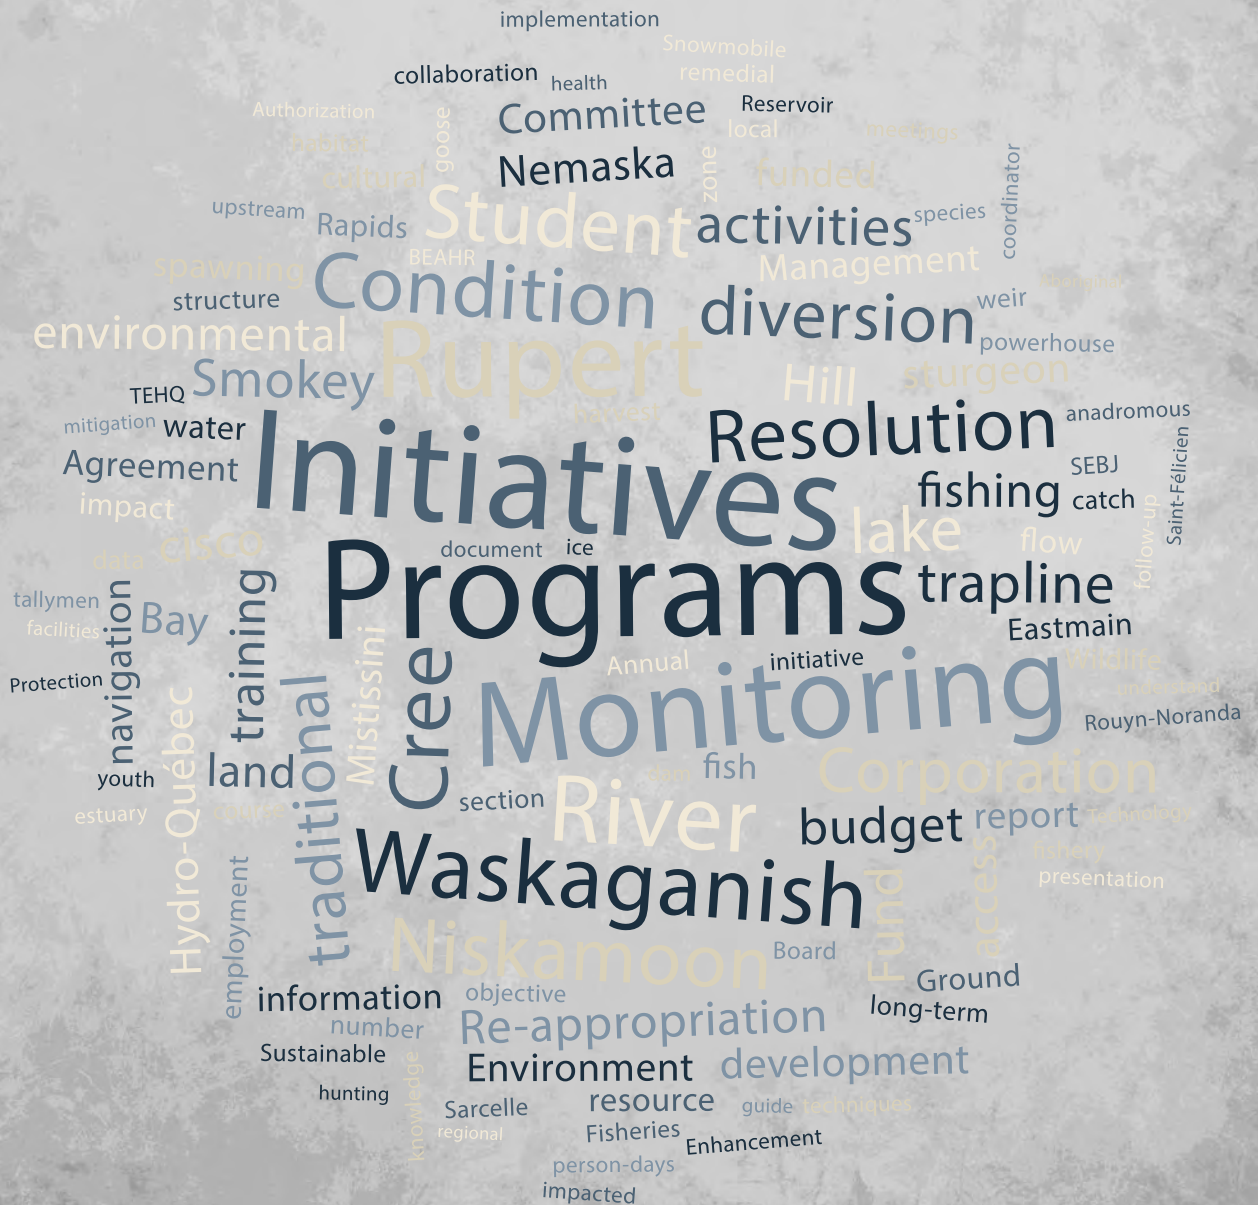 implementation
Snowmobile
collaboration
remedial
health
Authorization
goose
Committee
Reservoir
local
meetings
habitat
Nemaska
zone
cultural
funded
coordinator
upstream
Rapids
Student
activities
species
spawning
BEAHR
Condition
Management
structure
diversion
weir
environmental
Rupert
powerhouse
Smokey
Hill
sturgeon
TEHQ
harvest
mitigation
water
Initiatives
Resolution
anadromous
Agreement
fishing
SEBJ
catch
Saint-Félicien
impact
lake
flow
follow-up
data
cisco
document
ice
Programs
trapline
tallymen
facilities
Bay
navigation
training
Eastmain
Protection
Mistissini
Cree
Annual
initiative
Wildlife
understand
Monitoring
Rouyn-Noranda
youth
Hydro-Québec
land
traditional
fish
Corporation
estuary
section
River
budget
report
Technology
fishery
access
presentation
Waskaganish
employment
Fund
Niskamoon
Board
Ground
information
objective
long-term
number
Re-appropriation
Sustainable
Environment
development
hunting
knowledge
Sarcelle
resource
guide
techniques
regional
Fisheries
Enhancement
person-days
impacted